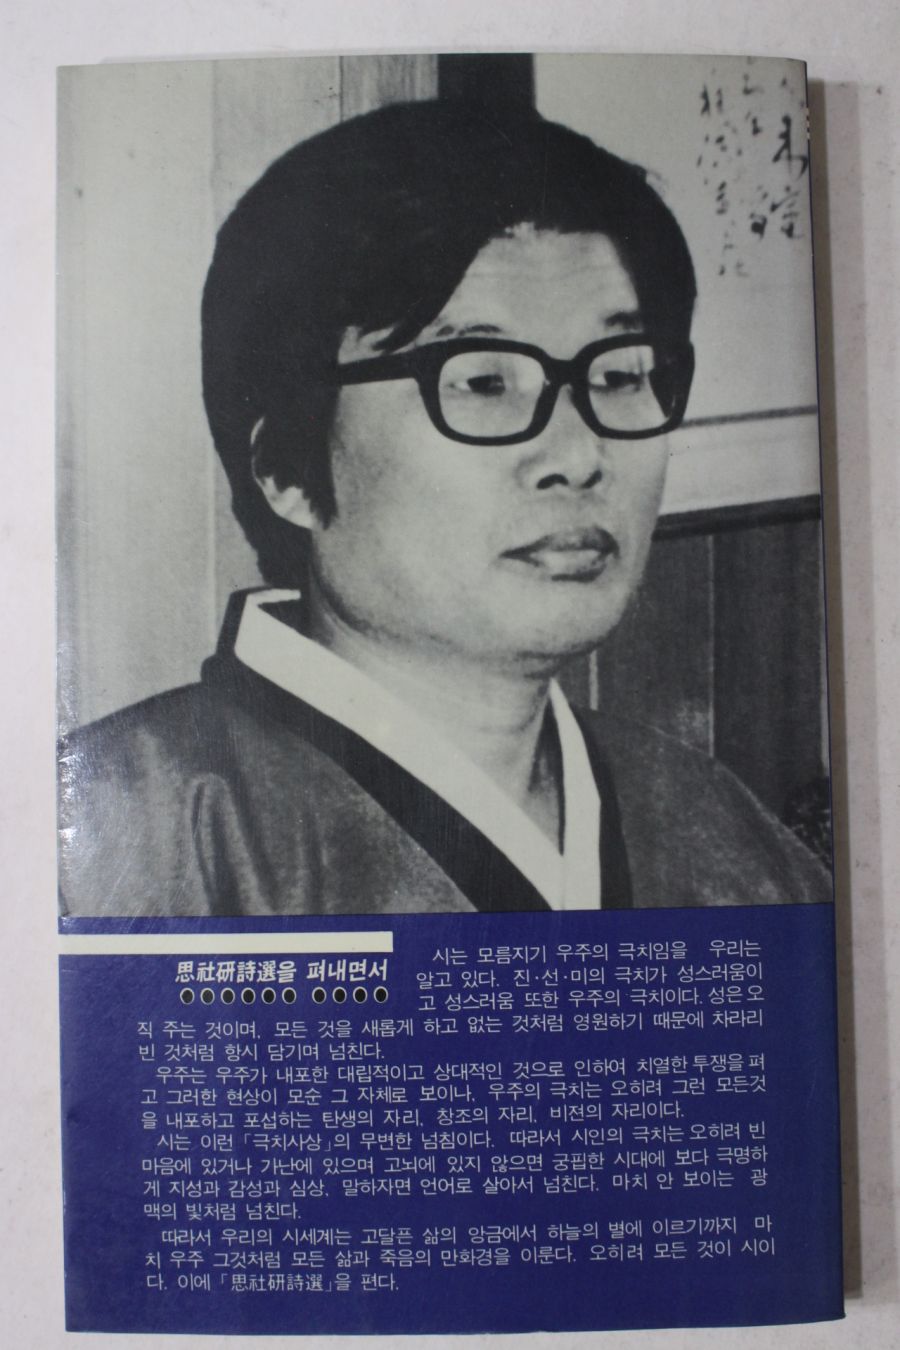 思社硏詩選을 펴내면서
시는 모름지기 우주의 극치임을 우리는
알고 있다. 진·선·미의 극치가 성스러움이
고 성스러움 또한 우주의 극치이다. 성은 오
직 주는 것이며, 모든 것을 새롭게 하고 없는 것처럼 영원하기 때문에 차라리
빈 것처럼 항시 담기며 넘친다.
우주는 우주가 내포한 대립적이고 상대적인 것으로 인하여 치열한 투쟁을 펴
고 그러한 현상이 모순 그 자체로 보이나, 우주의 극치는 오히려 그런 모든것
을 내포하고 포섭하는 탄생의 자리, 창조의 자리, 비젼의 자리이다.
시는 이런 「극치사상」의 무변한 넘침이다. 따라서 시인의 극치는 오히려 빈
마음에 있거나 가난에 있으며 고뇌에 있지 않으면 궁핍한 시대에 보다 극명하
게 지성과 감성과 심상, 말하자면 언어로 살아서 넘친다. 마치 안 보이는 광
맥의 빛처럼 넘친다.
따라서 우리의 시세계는 고달픈 삶의 앙금에서 하늘의 별에 이르기까지 마
치 우주 그것처럼 모든 삶과 죽음의 만화경을 이룬다. 오히려 모든 것이 시이
다. 이에 「思社硏詩選」을 편다.